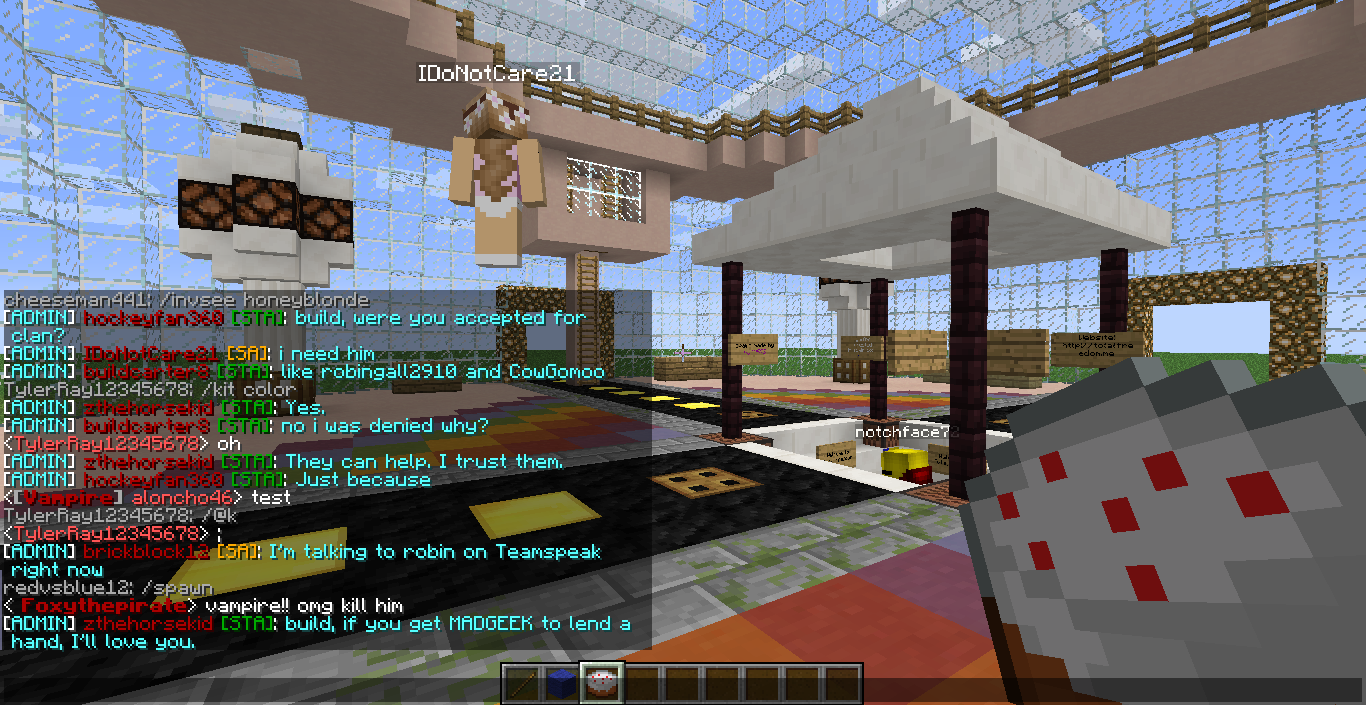 IDoNotCare21
cheeseman441: /invsee honeyblonde
[ADMIN] hockeyfan360 [STA]: build, were you accepted for
clan?
[ADMIN] IDoNotCare21 [SA]: i need him
[ADMIN] buildcarter8 [STA]: like robingall2910 and CowGomoo
TylerRay12345678: /kit color
[ADMIN] zthehorsekid [STA]: Yes.
[ADMIN] buildcarter8 [STA]: no i was denied why?
<TylerRay12345678> oh
[ADMIN] zthehorsekid [STA]: They can help. I trust them.
[ADMIN] hockeyfan360 [STA]: Just because
<[Vampire] aloncho46> test
TylerRay12345678: /@k
<TylerRay12345678> ;
[ADMIN] brickblock12 [SA]: I'm talking to robin on Teamspeak
right now
redvsblue12: /spawn
< Foxythepirate> vampire!! omg kill him
[ADMIN] zthehorsekid [STA]: build, if you get MADGEEK to lend a
hand, I'll love you.
Website:
notchface72